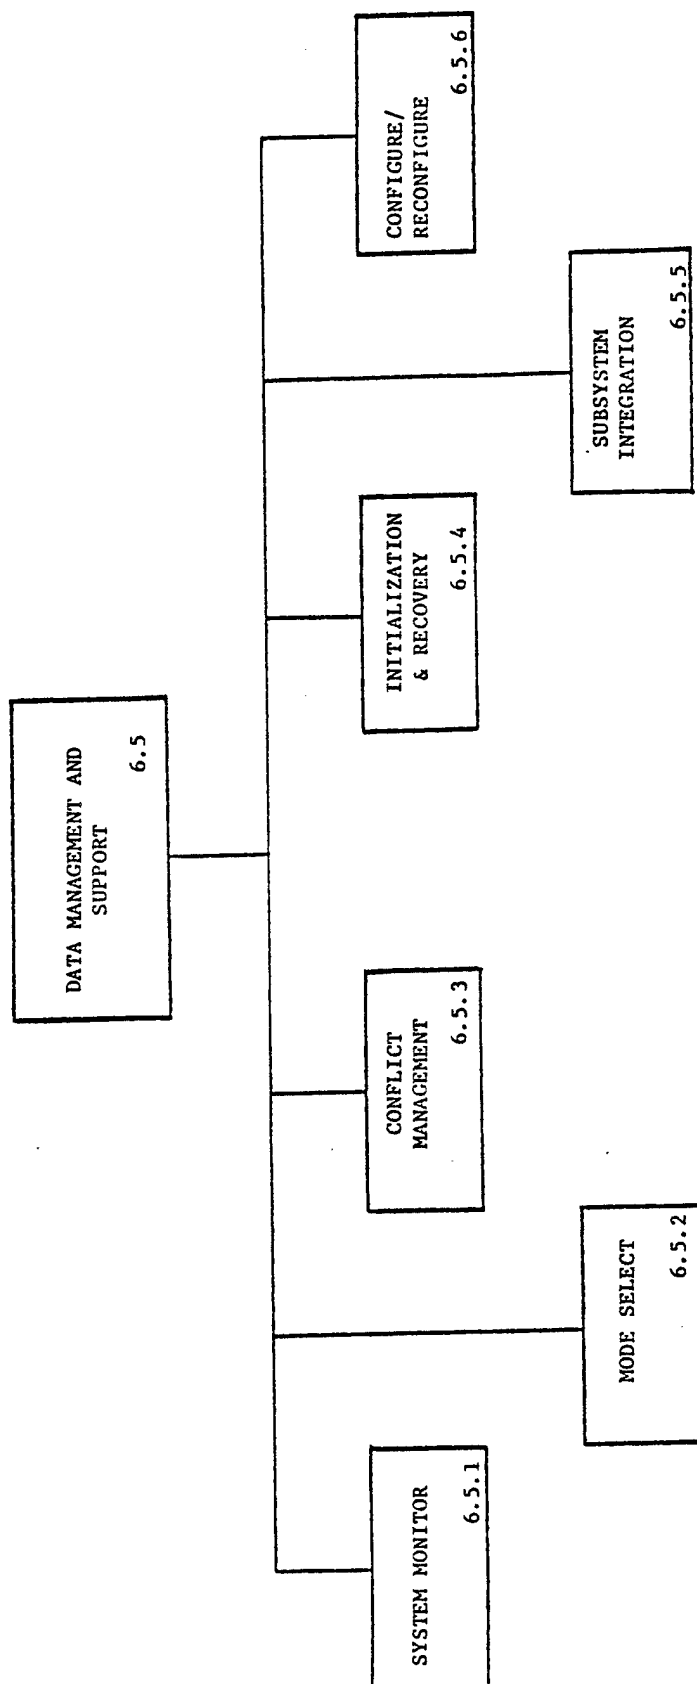 DATA MANAGEMENT AND
SUPPORT
6.5
SYSTEM MONITOR
6.5.1
MODE SELECT
6.5.2
CONFLICT
MANAGEMENT
6.5.3
INITIALIZATION
& RECOVERY
6.5.4
SUBSYSTEM
INTEGRATION
6.5.5
CONFIGURE/
RECONFIGURE
6.5.6